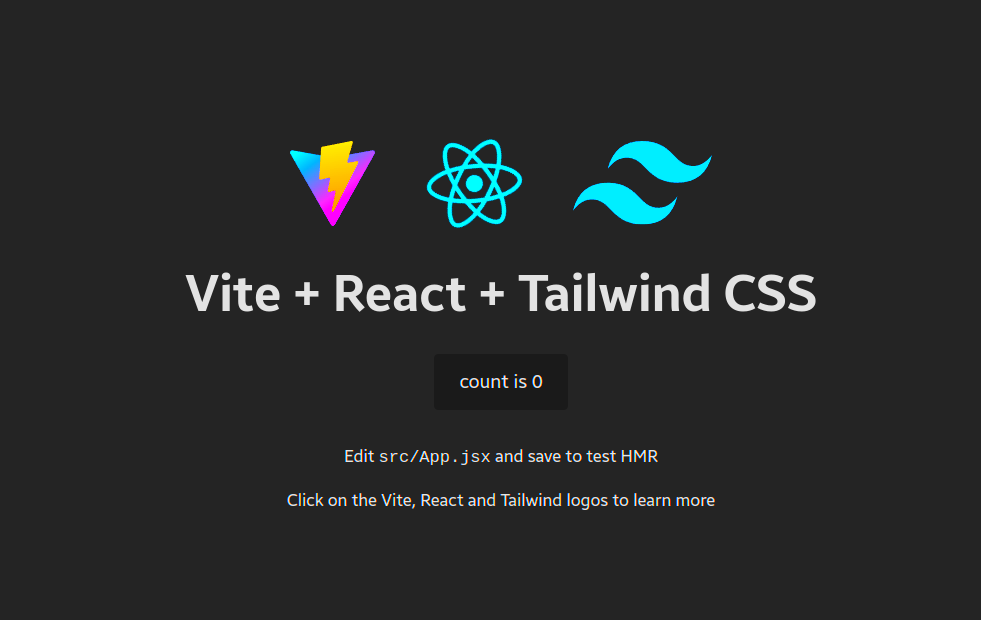 Vite + React + Tailwind CSS
count is 0
Edit src/App.jsx and save to test HMR
Click on the Vite, React and Tailwind logos to learn more